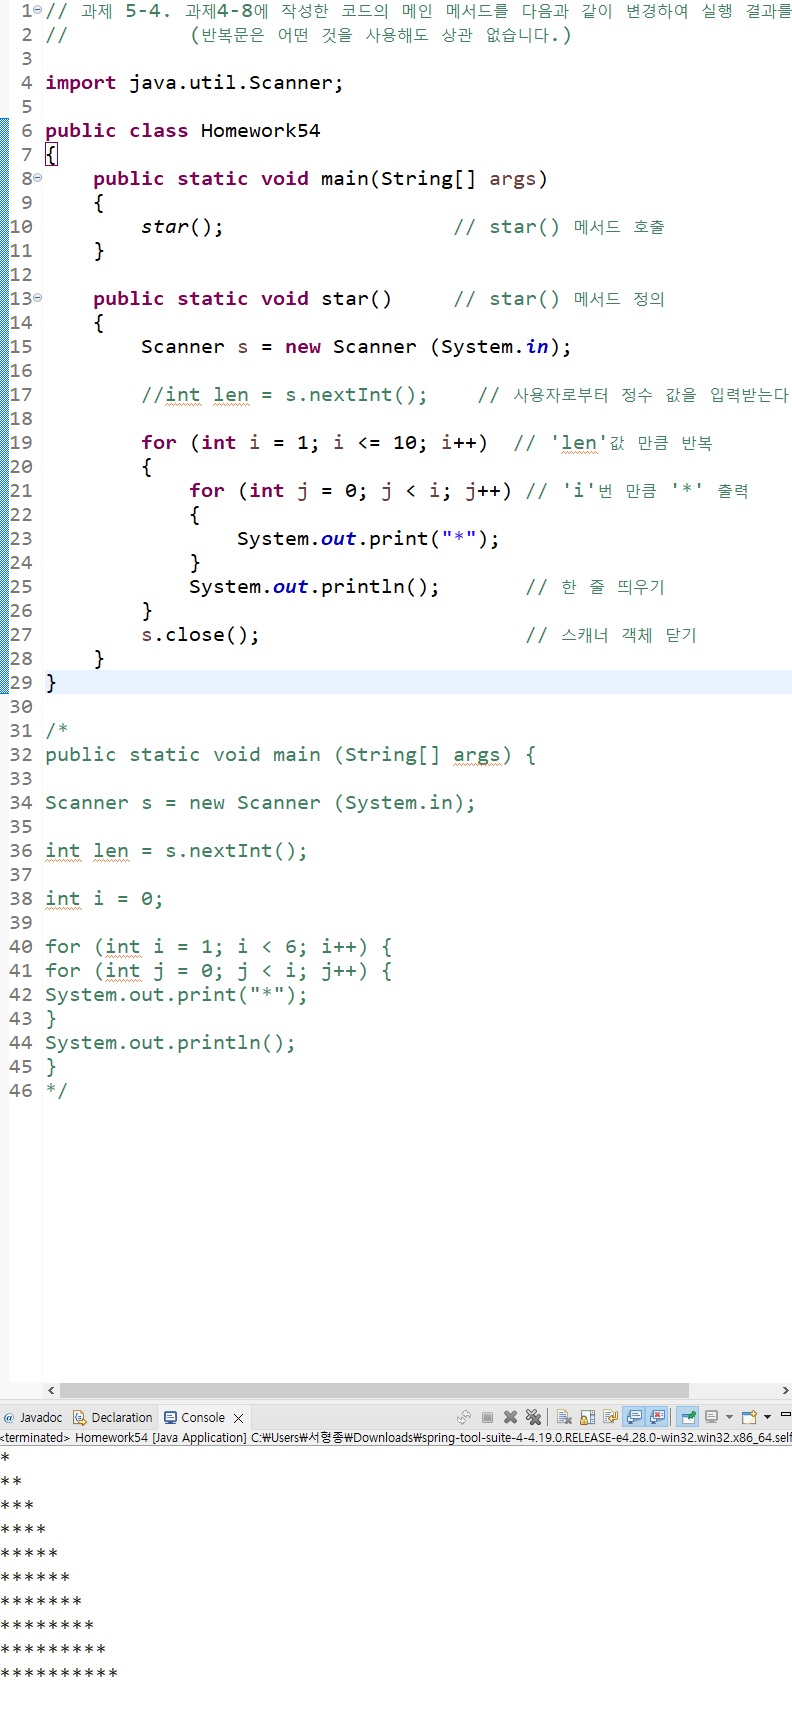 1 // 과제 5-4. 과제4-8에 작성한 코드의 메인 메서드를 다음과 같이 변경하여 실행 결과를
2 //          (반복문은 어떤 것을 사용해도 상관 없습니다.)
3
4 import java.util.Scanner;
5
6 public class Homework54
7 {
8     public static void main(String[] args)
9     {
10         star();                   // star() 메서드 호출
11     }
12
13     public static void star()     // star() 메서드 정의
14     {
15         Scanner s = new Scanner (System.in);
16
17         //int len = s.nextInt();    // 사용자로부터 정수 값을 입력받는다
18
19         for (int i = 1; i <= 10; i++)  // 'len'값 만큼 반복
20         {
21             for (int j = 0; j < i; j++) // 'i'번 만큼 '*' 출력
22             {
23                 System.out.print("*");
24             }
25             System.out.println();       // 한 줄 띄우기
26         }
27         s.close();                      // 스캐너 객체 닫기
28     }
29 }
30
31 /*
32 public static void main (String[] args) {
33
34 Scanner s = new Scanner (System.in);
35
36 int len = s.nextInt();
37
38 int i = 0;
39
40 for (int i = 1; i < 6; i++) {
41 for (int j = 0; j < i; j++) {
42 System.out.print("*");
43 }
44 System.out.println();
45 }
46 */
@ Javadoc Declaration Console
<terminated> Homework54 [Java Application] C:₩Users₩서형종₩Downloads₩spring-tool-suite-4-4.19.0.RELEASE-e4.28.0-win32.win32.x86_64.self
*
**
***
****
*****
******
*******
********
*********
**********